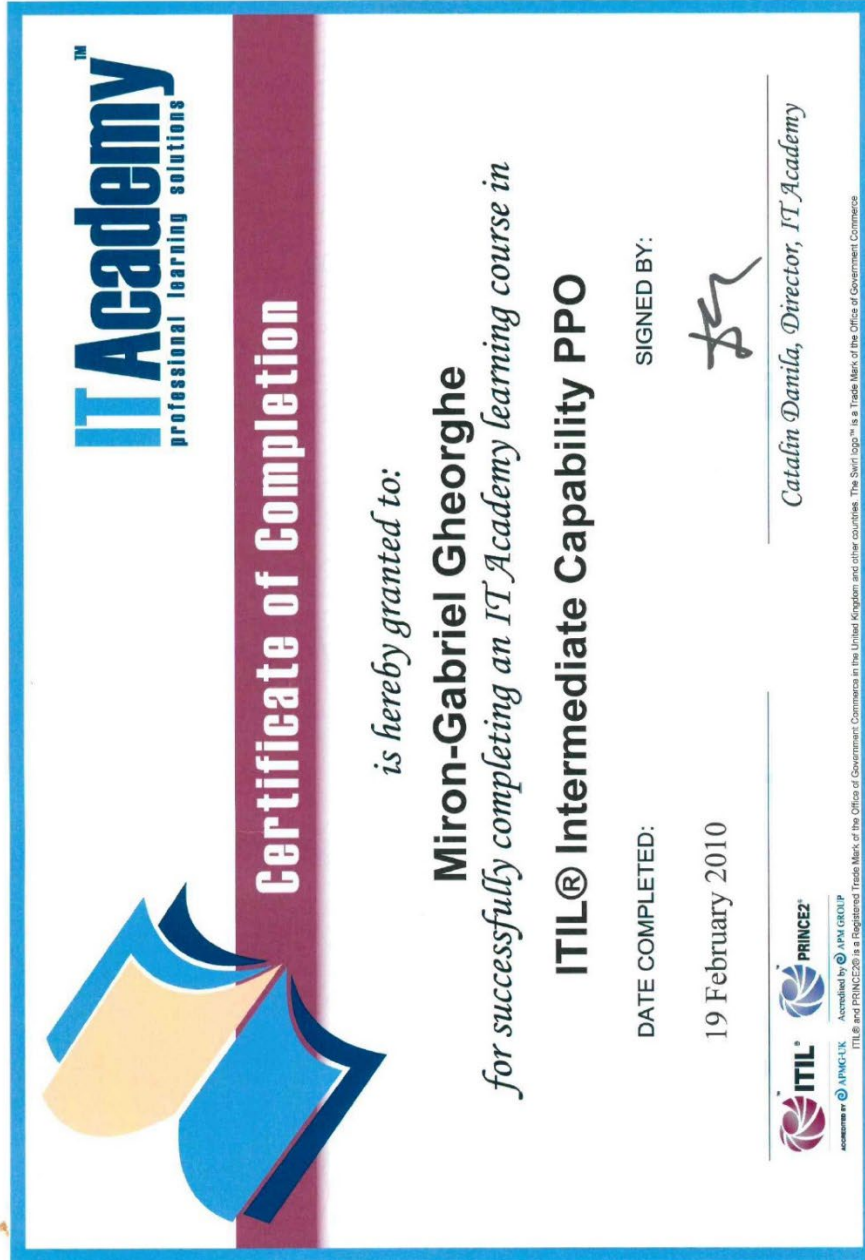 IT Academy™
professional learning solutions
Certificate of Completion
is hereby granted to:
Miron-Gabriel Gheorghe
for successfully completing an IT Academy learning course in
ITIL® Intermediate Capability PPO
DATE COMPLETED:
SIGNED BY:
19 February 2010
Catalin Danila, Director, IT Academy
ITIL®
PRINCE2®
ACCREDITED BY APMG-UK
Accredited by APM GROUP
ITIL® and PRINCE2® is a Registered Trade Mark of the Office of Government Commerce in the United Kingdom and other countries. The Swirl logo™ is a Trade Mark of the Office of Government Commerce